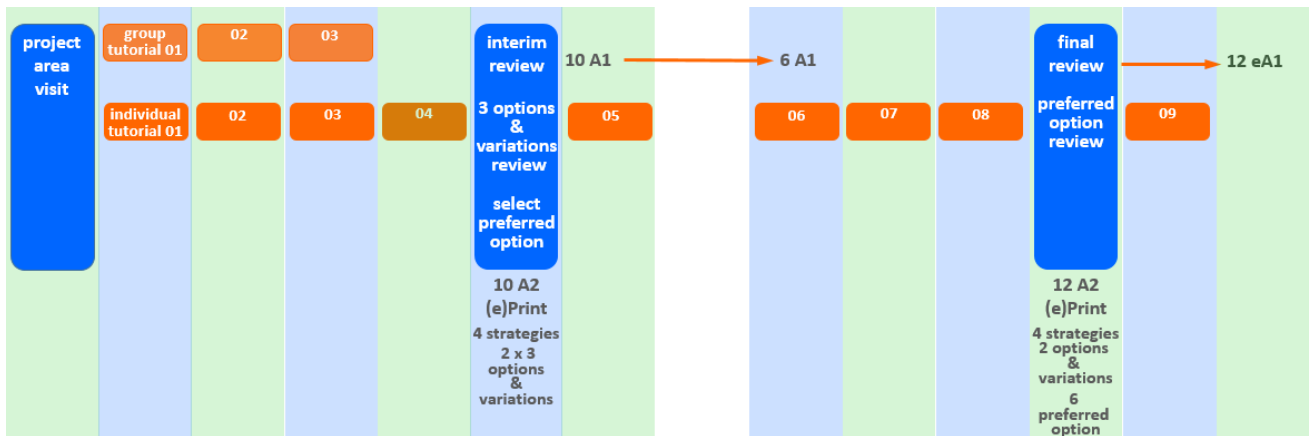 project
area
visit
group
tutorial 01
02
03
individual
tutorial 01
02
03
04
interim
review
3 options
&
variations
review
select
preferred
option
10 A2
(e)Print
4 strategies
2 x 3
options
&
variations
10 A1
05
6 A1
06
07
08
final
review
preferred
option
review
12 A2
(e)Print
4 strategies
2 options
&
variations
6
preferred
option
09
12 eA1